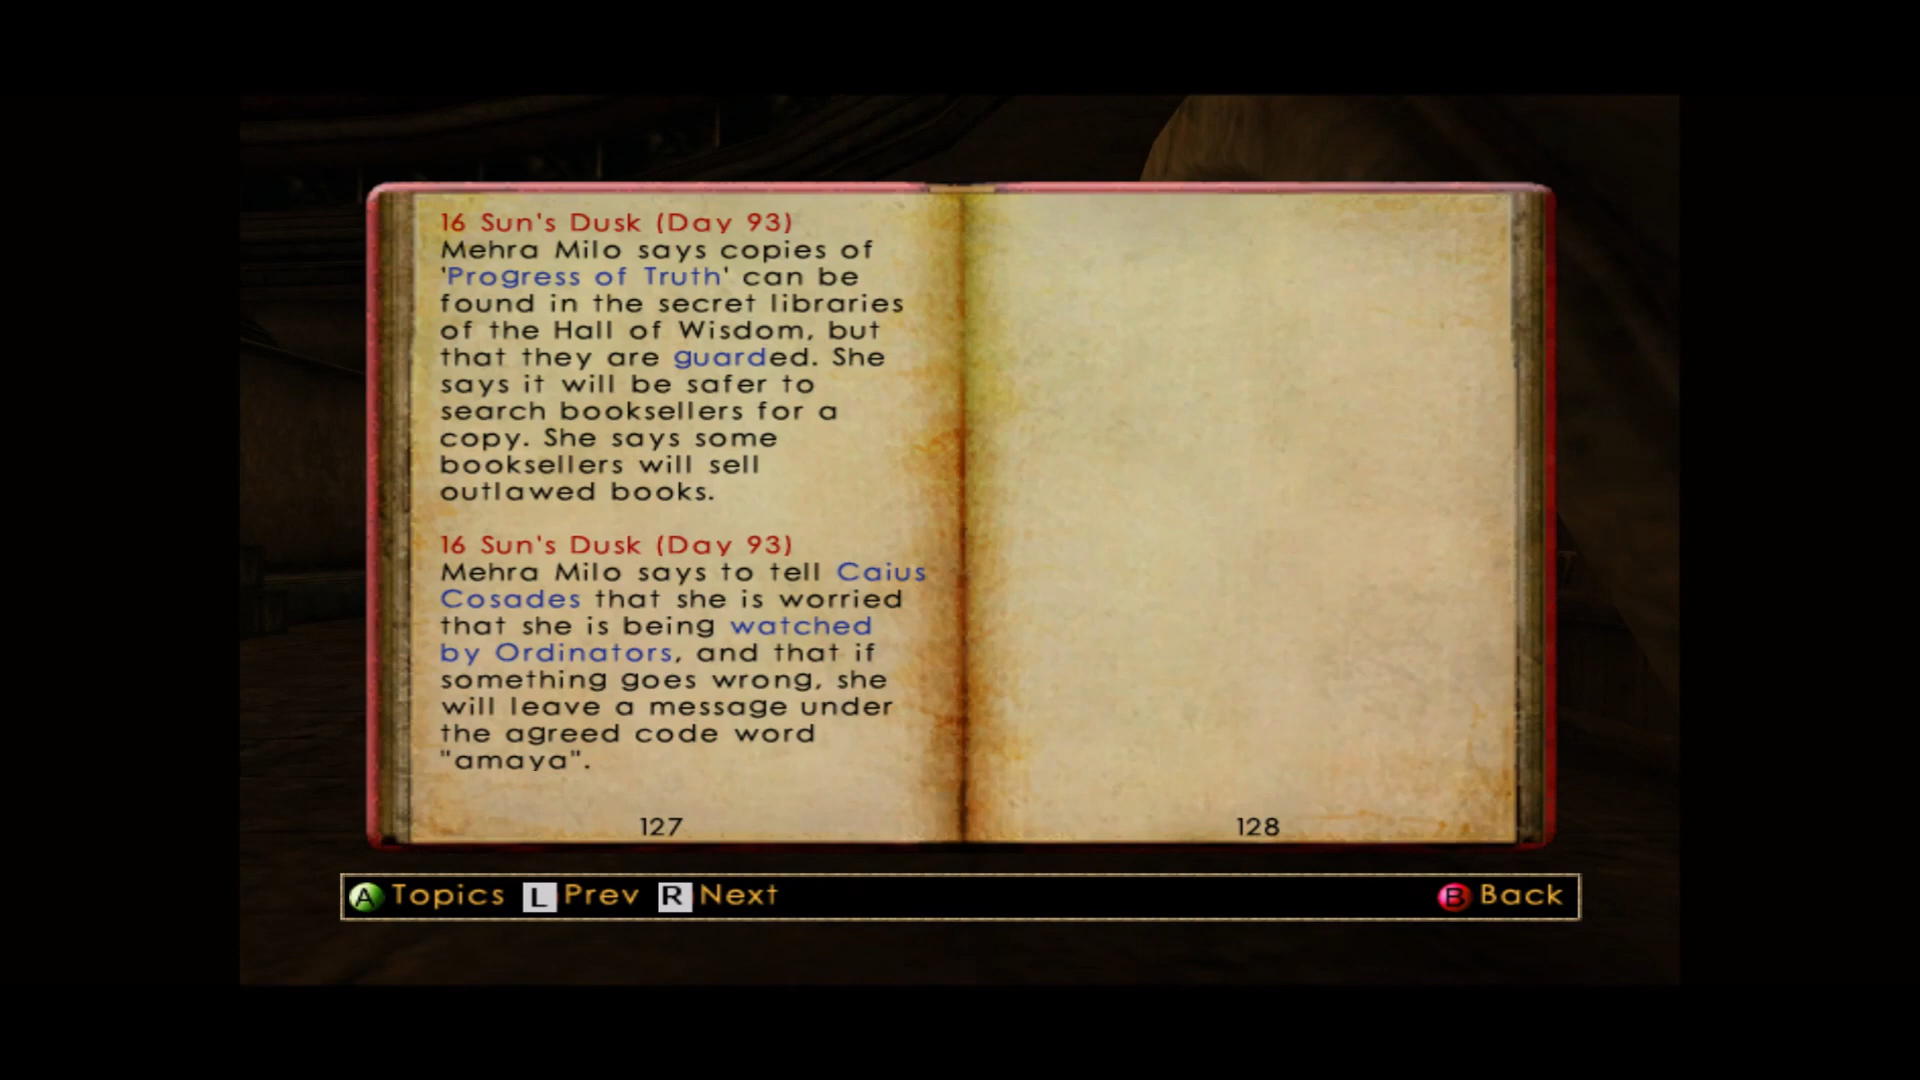 16 Sun's Dusk (Day 93)
Mehra Milo says copies of
'Progress of Truth' can be
found in the secret libraries
of the Hall of Wisdom, but
that they are guarded. She
says it will be safer to
search booksellers for a
copy. She says some
booksellers will sell
outlawed books.
16 Sun's Dusk (Day 93)
Mehra Milo says to tell Caius
Cosades that she is worried
that she is being watched
by Ordinators, and that if
something goes wrong, she
will leave a message under
the agreed code word
"amaya".
127
128
A Topics L Prev R Next B Back